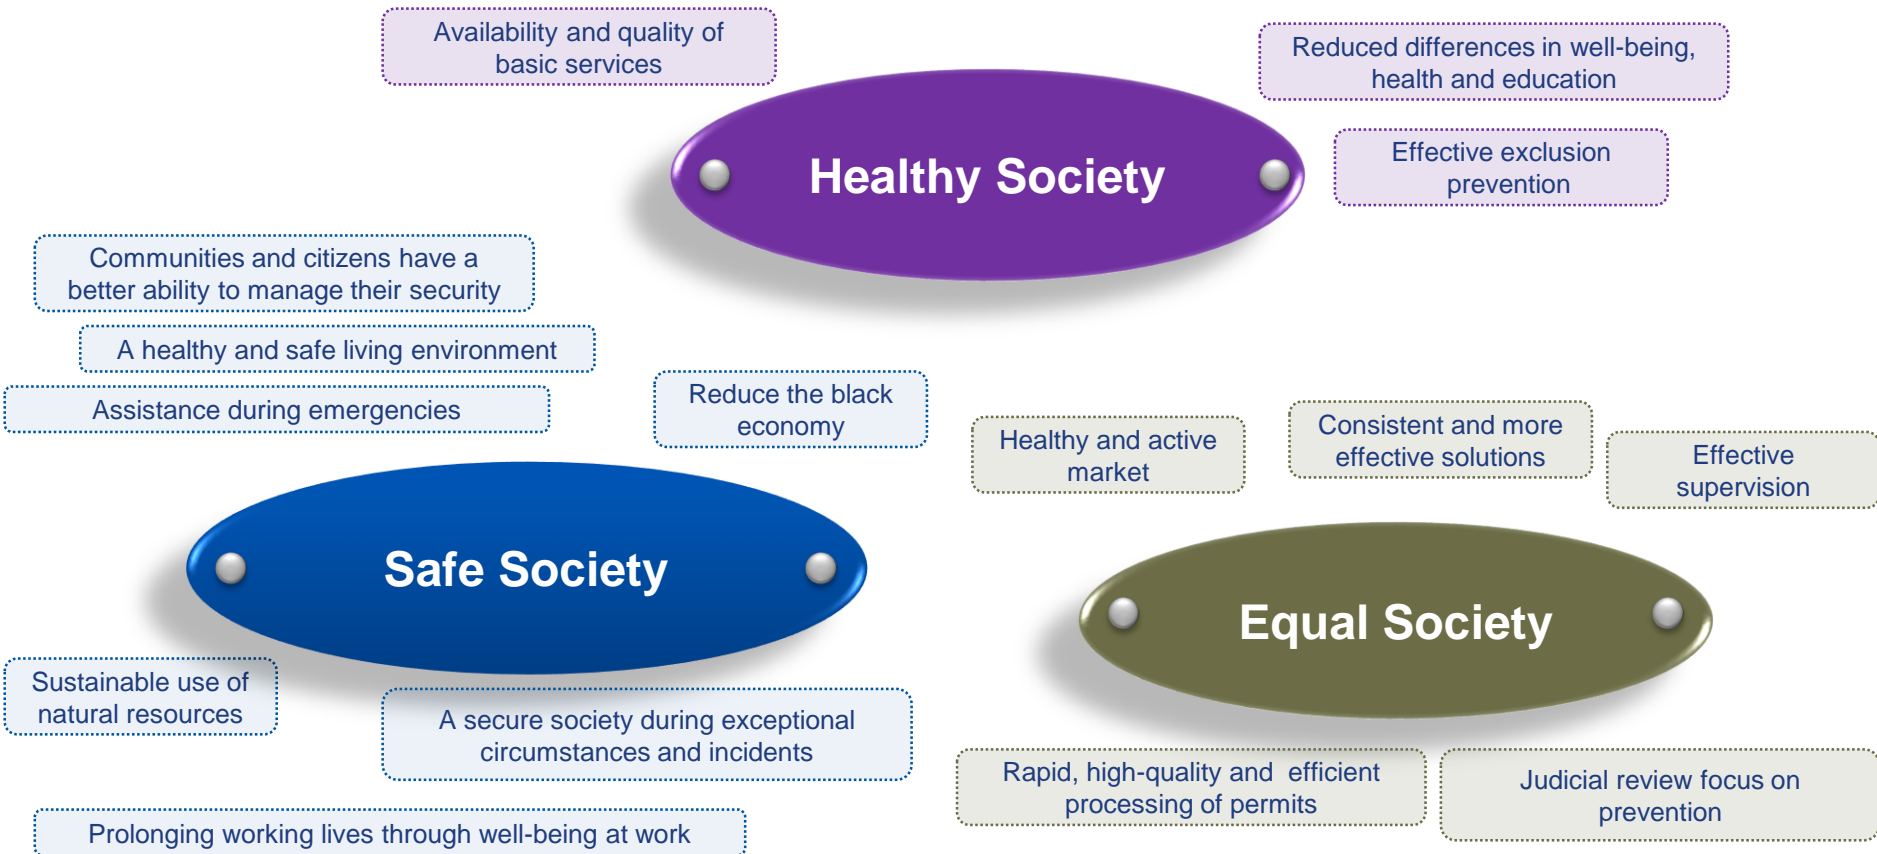 Availability and quality of
basic services
Reduced differences in well-being,
health and education
Healthy Society
Effective exclusion
prevention
Communities and citizens have a
better ability to manage their security
A healthy and safe living environment
Assistance during emergencies
Reduce the black
economy
Healthy and active
market
Consistent and more
effective solutions
Effective
supervision
Safe Society
Equal Society
Sustainable use of
natural resources
A secure society during exceptional
circumstances and incidents
Rapid, high-quality and efficient
processing of permits
Judicial review focus on
prevention
Prolonging working lives through well-being at work